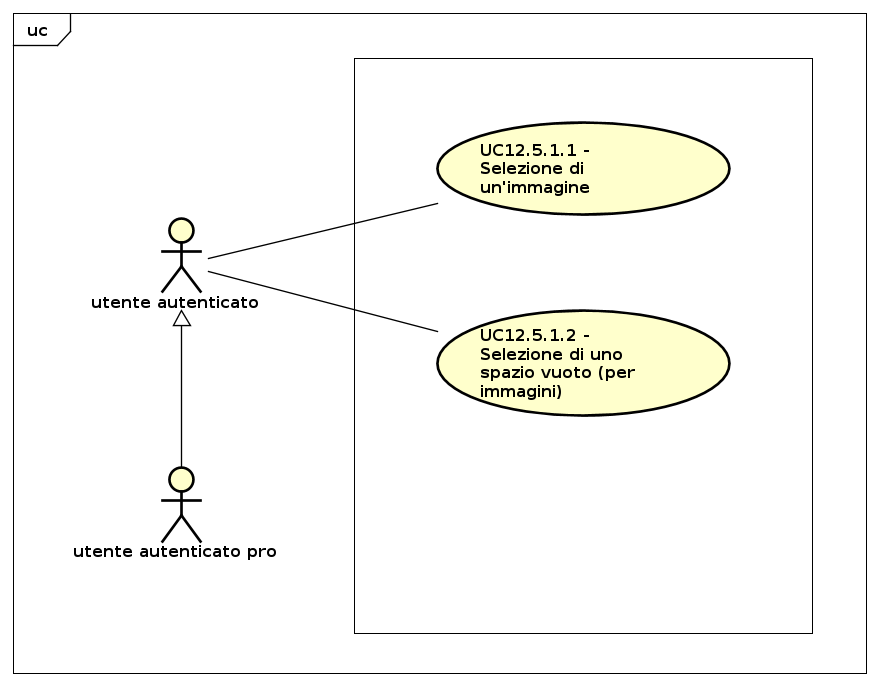 uc
UC12.5.1.1 -
Selezione di
un'immagine
utente autenticato
UC12.5.1.2 -
Selezione di uno
spazio vuoto (per
immagini)
utente autenticato pro